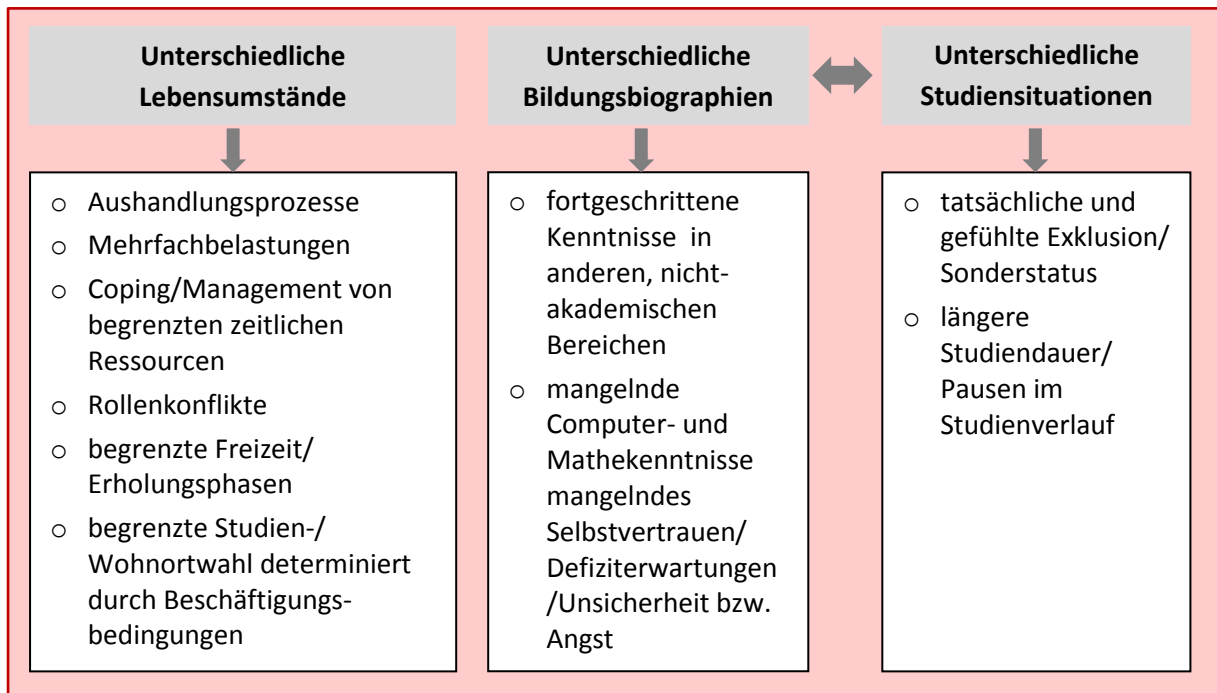 Unterschiedliche
Lebensumstände
o Aushandlungsprozesse
o Mehrfachbelastungen
o Coping/Management von
begrenzten zeitlichen
Ressourcen
o Rollenkonflikte
o begrenzte Freizeit/
Erholungsphasen
o begrenzte Studien-/
Wohnortwahl determiniert
durch Beschäftigungs-
bedingungen
Unterschiedliche
Bildungsbiographien
o fortgeschrittene
Kenntnisse in
anderen, nicht-
akademischen
Bereichen
o mangelnde
Computer- und
Mathekenntnisse
mangelndes
Selbstvertrauen/
Defiziterwartungen
/Unsicherheit bzw.
Angst
Unterschiedliche
Studiensituationen
o tatsächliche und
gefühlte Exklusion/
Sonderstatus
o längere
Studiendauer/
Pausen im
Studienverlauf